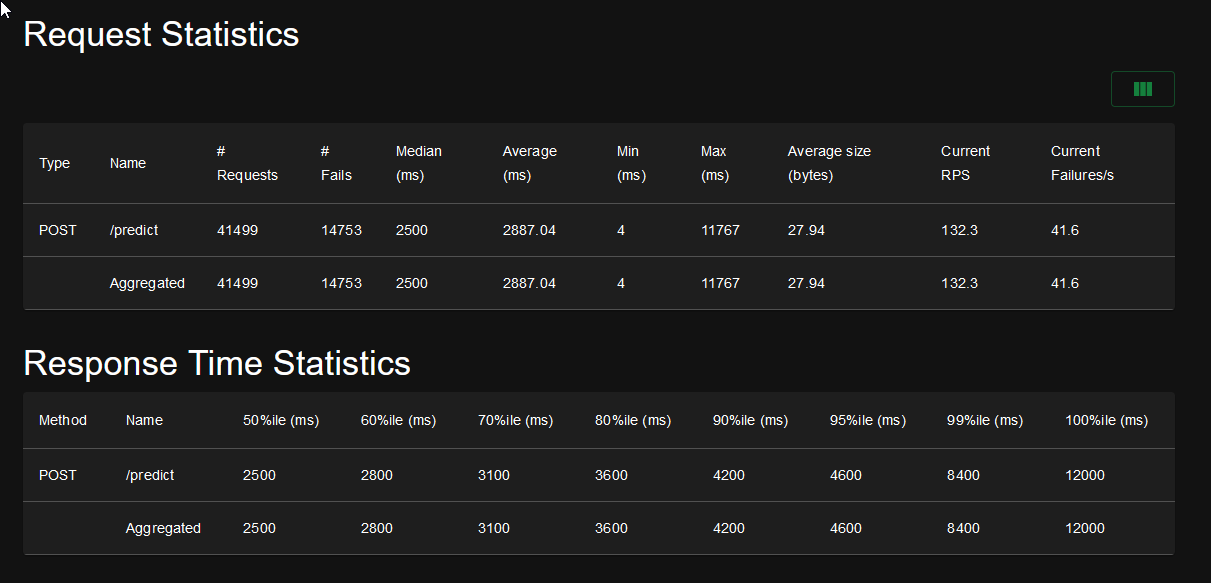 Request Statistics
Type Name # Requests # Fails Median (ms) Average (ms) Min (ms) Max (ms) Average size (bytes) Current RPS Current Failures/s
POST /predict 41499 14753 2500 2887.04 4 11767 27.94 132.3 41.6
Aggregated 41499 14753 2500 2887.04 4 11767 27.94 132.3 41.6
Response Time Statistics
Method Name 50%ile (ms) 60%ile (ms) 70%ile (ms) 80%ile (ms) 90%ile (ms) 95%ile (ms) 99%ile (ms) 100%ile (ms)
POST /predict 2500 2800 3100 3600 4200 4600 8400 12000
Aggregated 2500 2800 3100 3600 4200 4600 8400 12000